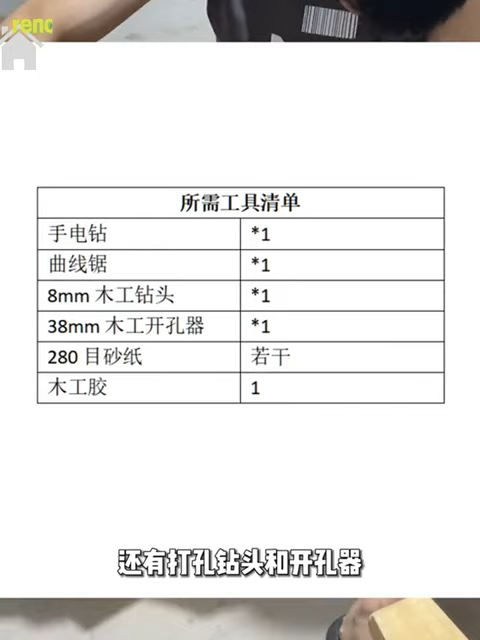 renc
所需工具清单
手电钻 *1
曲线锯 *1
8mm 木工钻头 *1
38mm 木工开孔器 *1
280 目砂纸 若干
木工胶 1
还有打孔钻头和开孔器